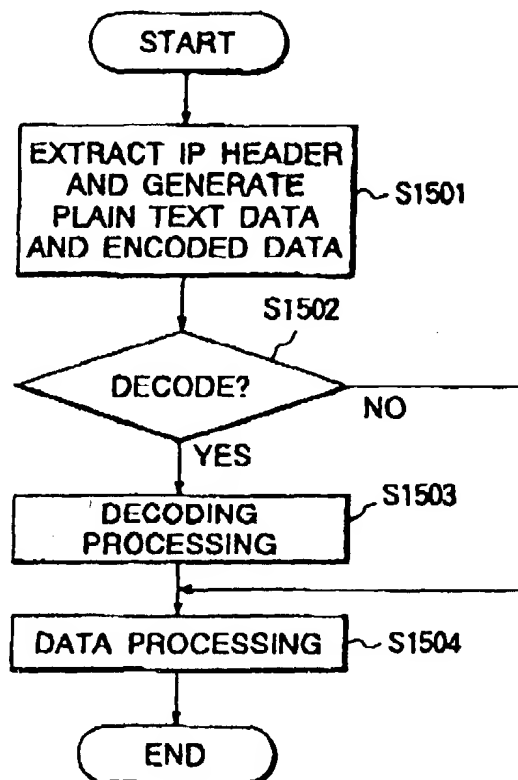 START
EXTRACT IP HEADER
AND GENERATE
PLAIN TEXT DATA
AND ENCODED DATA
S1501
S1502
DECODE?
NO
YES
DECODING
PROCESSING
S1503
DATA PROCESSING
S1504
END